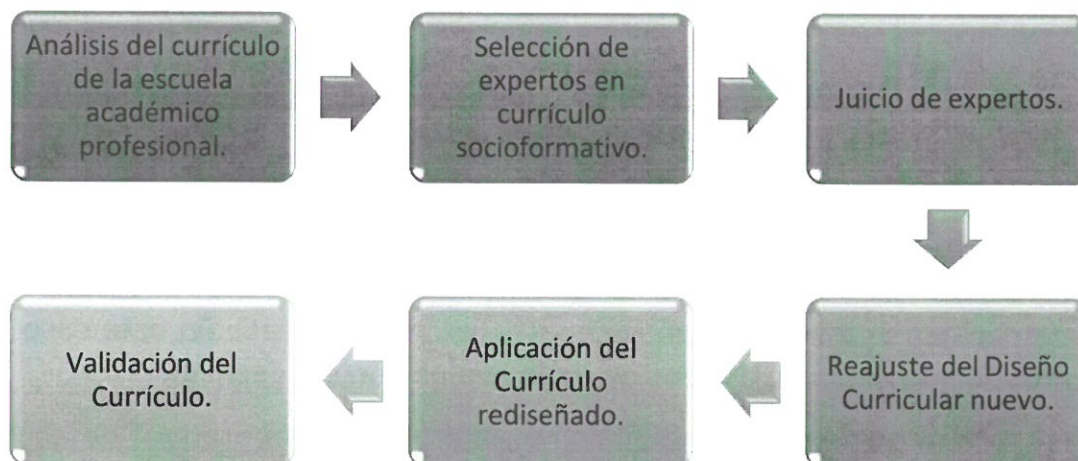 Análisis del currículo
de la escuela
académico
profesional.
Selección de
expertos en
currículo
socioformativo.
Juicio de expertos.
Reajuste del Diseño
Curricular nuevo.
Aplicación del
Currículo
rediseñado.
Validación del
Currículo.